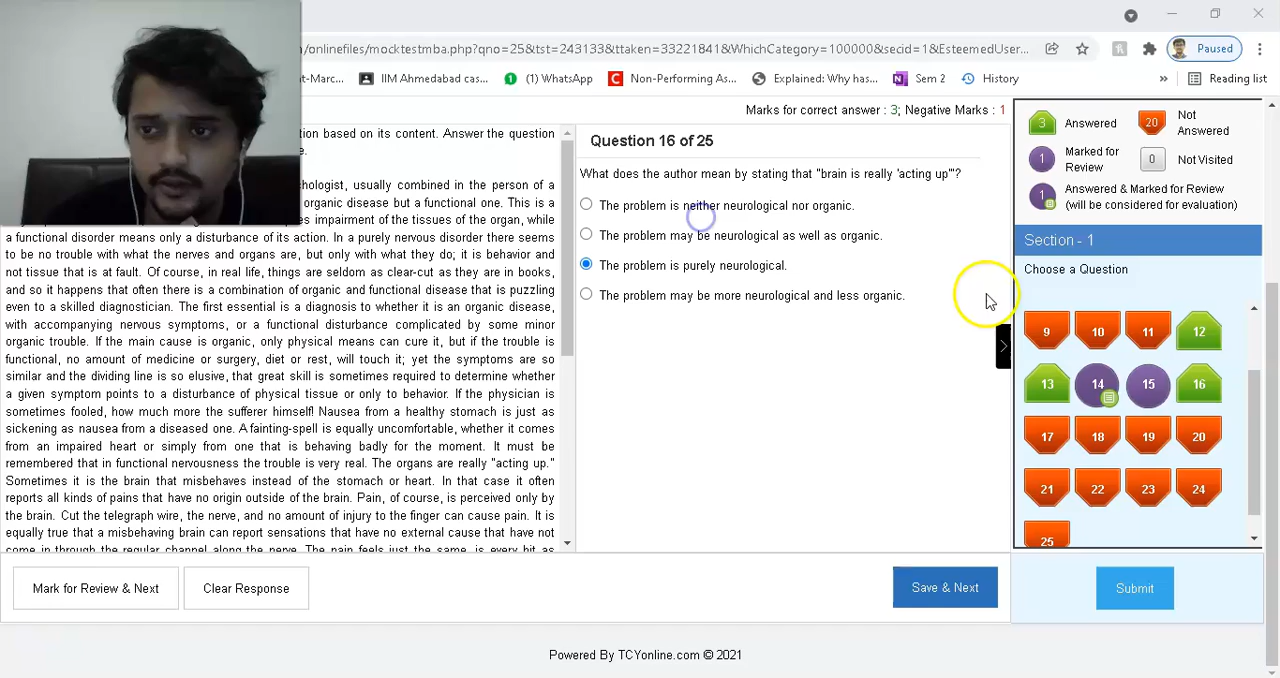 /onlinefiles/mocktestmba.php?no=25&tst=243133&ttaken=33221841&WhichCategory=100000&secid=1&EsteemedUser...
Paused
nt-Marc...
IIM Ahmedabad cas...
(1) WhatsApp
Non-Performing As...
Explained: Why has...
Sem 2
History
»
Reading list
Marks for correct answer : 3; Negative Marks : 1
tion based on its content. Answer the question
hologist, usually combined in the person of a
organic disease but a functional one. This is a
es impairment of the tissues of the organ, while
a functional disorder means only a disturbance of its action. In a purely nervous disorder there seems
to be no trouble with what the nerves and organs are, but only with what they do; it is behavior and
not tissue that is at fault. Of course, in real life, things are seldom as clear-cut as they are in books,
and so it happens that often there is a combination of organic and functional disease that is puzzling
even to a skilled diagnostician. The first essential is a diagnosis to whether it is an organic disease,
with accompanying nervous symptoms, or a functional disturbance complicated by some minor
organic trouble. If the main cause is organic, only physical means can cure it, but if the trouble is
functional, no amount of medicine or surgery, diet or rest, will touch it; yet the symptoms are so
similar and the dividing line is so elusive, that great skill is sometimes required to determine whether
a given symptom points to a disturbance of physical tissue or only to behavior. If the physician is
sometimes fooled, how much more the sufferer himself! Nausea from a healthy stomach is just as
sickening as nausea from a diseased one. A fainting-spell is equally uncomfortable, whether it comes
from an impaired heart or simply from one that is behaving badly for the moment. It must be
remembered that in functional nervousness the trouble is very real. The organs are really "acting up."
Sometimes it is the brain that misbehaves instead of the stomach or heart. In that case it often
reports all kinds of pains that have no origin outside of the brain. Pain, of course, is perceived only by
the brain. Cut the telegraph wire, the nerve, and no amount of injury to the finger can cause pain. It is
equally true that a misbehaving brain can report sensations that have no external cause that have not
come in through the regular channel along the nerve. The pain feels just the same, is every bit as
Question 16 of 25
What does the author mean by stating that "brain is really 'acting up'"?
The problem is neither neurological nor organic.
The problem may be neurological as well as organic.
The problem is purely neurological.
The problem may be more neurological and less organic.
3 Answered
20 Not
Answered
1 Marked for
Review
0 Not Visited
1 Answered & Marked for Review
(will be considered for evaluation)
Section - 1
Choose a Question
9 10 11 12
13 14 15 16
17 18 19 20
21 22 23 24
25
Mark for Review & Next
Clear Response
Save & Next
Submit
Powered By TCYonline.com © 2021